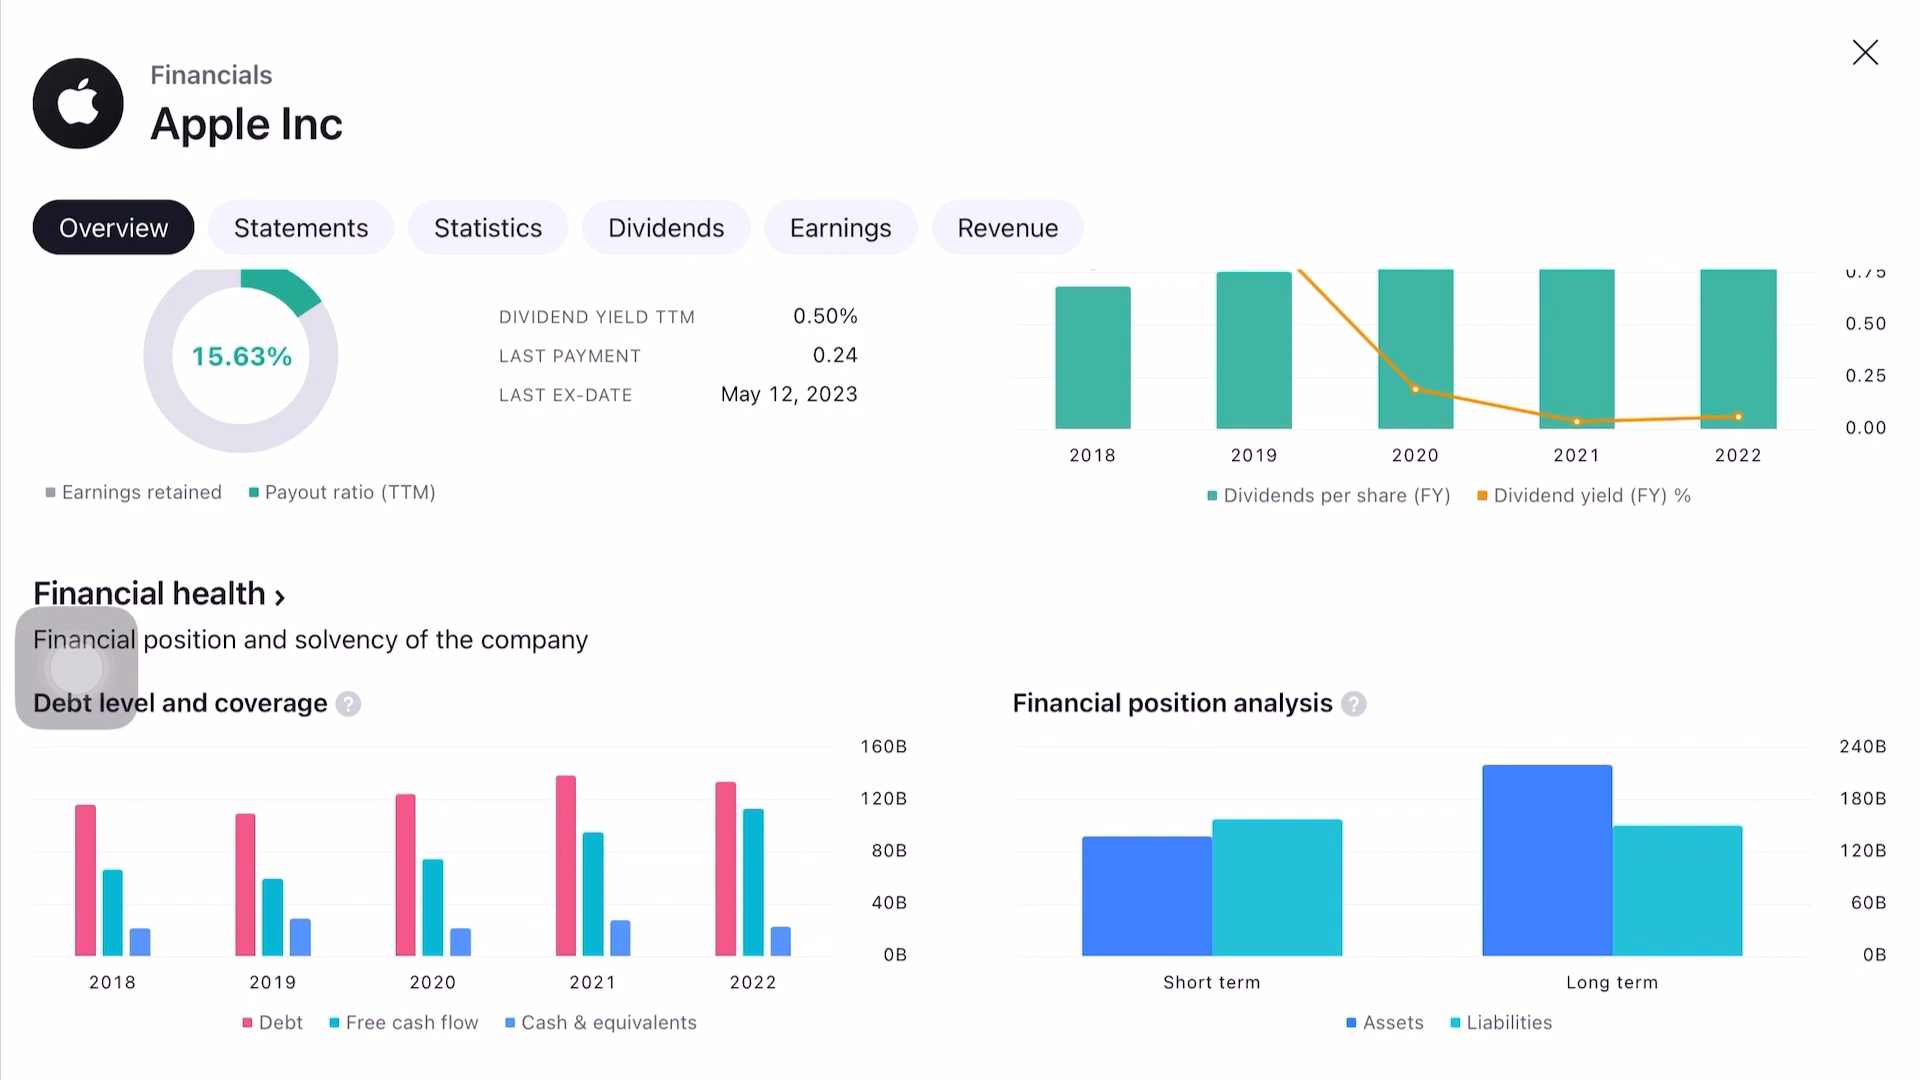 Financials
Apple Inc
Overview
Statements
Statistics
Dividends
Earnings
Revenue
15.63%
DIVIDEND YIELD TTM 0.50%
LAST PAYMENT 0.24
LAST EX-DATE May 12, 2023
Earnings retained Payout ratio (TTM)
0.75
0.50
0.25
0.00
2018 2019 2020 2021 2022
Dividends per share (FY) Dividend yield (FY) %
Financial health ›
Financial position and solvency of the company
Debt level and coverage ?
160B
120B
80B
40B
0B
2018 2019 2020 2021 2022
Debt Free cash flow Cash & equivalents
Financial position analysis ?
240B
180B
120B
60B
0B
Short term Long term
Assets Liabilities